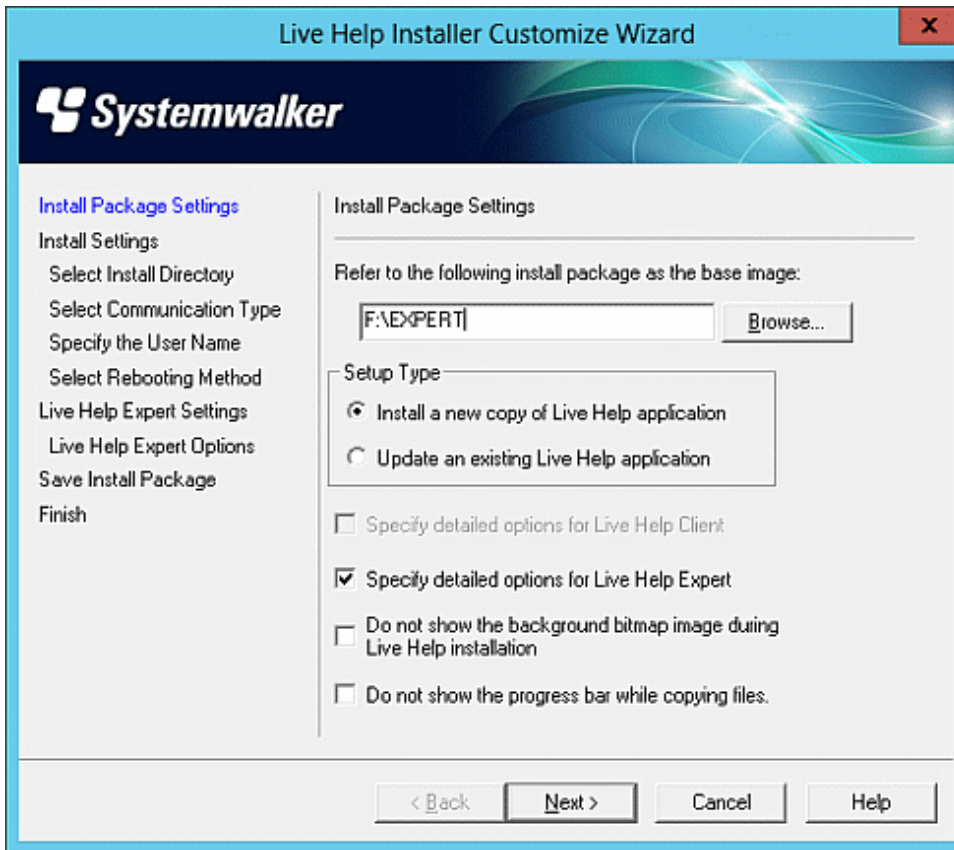 Live Help Installer Customize Wizard
x
Systemwalker
Install Package Settings
Install Settings
Select Install Directory
Select Communication Type
Specify the User Name
Select Rebooting Method
Live Help Expert Settings
Live Help Expert Options
Save Install Package
Finish
Install Package Settings
Refer to the following install package as the base image:
F:\EXPERT
Browse...
Setup Type
Install a new copy of Live Help application
Update an existing Live Help application
Specify detailed options for Live Help Client
Specify detailed options for Live Help Expert
Do not show the background bitmap image during
Live Help installation
Do not show the progress bar while copying files.
< Back
Next >
Cancel
Help